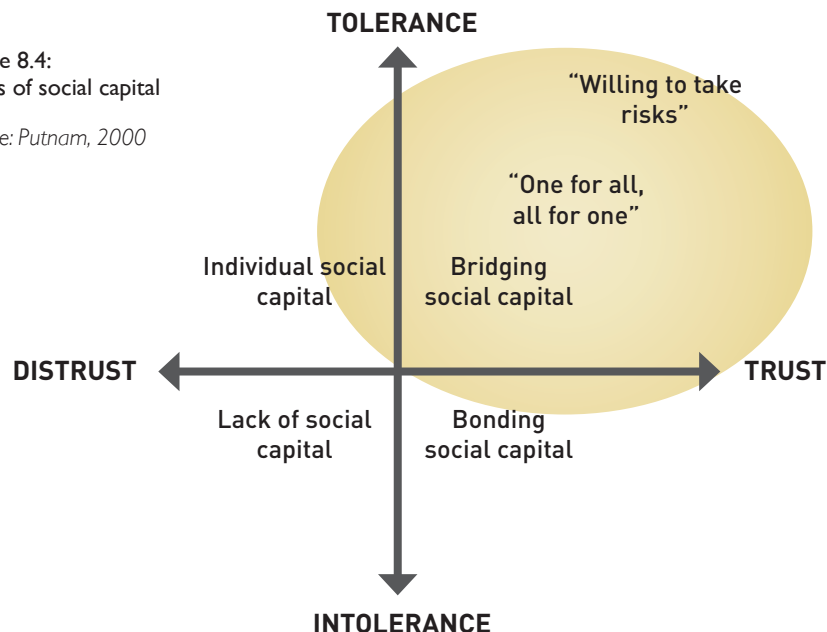 TOLERANCE
e 8.4:
s of social capital
e: Putnam, 2000
“Willing to take
risks”
“One for all,
all for one”
Individual social
capital
Bridging
social capital
DISTRUST
TRUST
Lack of social
capital
Bonding
social capital
INTOLERANCE